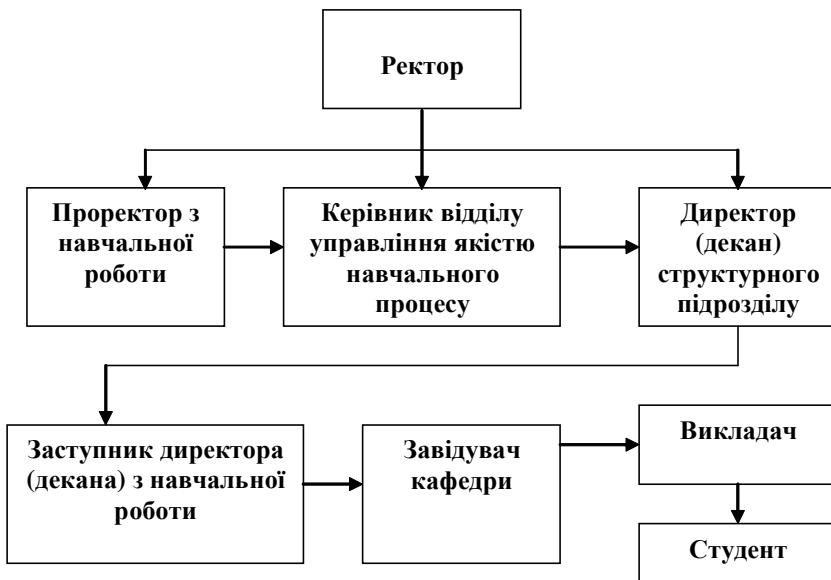 Ректор
Проректор з
навчальної
роботи
Керівник відділу
управління якістю
навчального
процесу
Директор
(декан)
структурного
підрозділу
Заступник директора
(декана) з навчальної
роботи
Завідувач
кафедри
Викладач
Студент